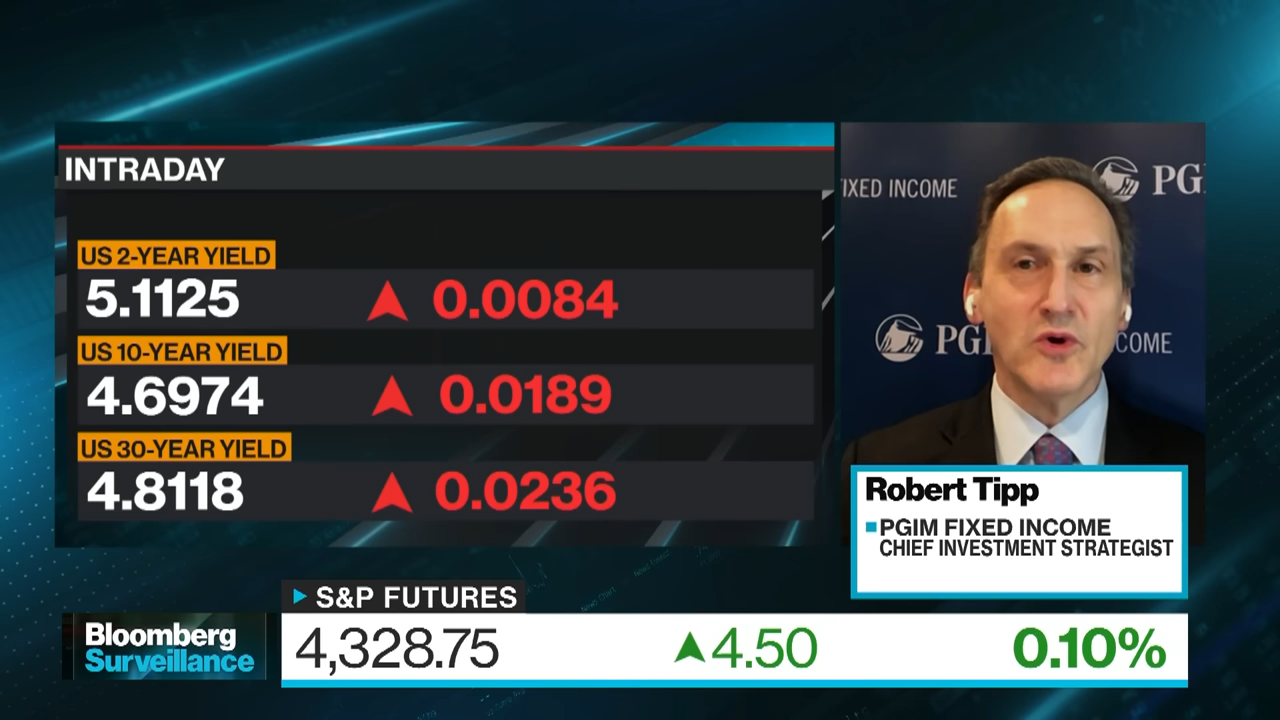 INTRADAY
US 2-YEAR YIELD
5.1125 ▲ 0.0084
US 10-YEAR YIELD
4.6974 ▲ 0.0189
US 30-YEAR YIELD
4.8118 ▲ 0.0236
IXED INCOME
PG
PGI
COME
Robert Tipp
PGIM FIXED INCOME
CHIEF INVESTMENT STRATEGIST
S&P FUTURES
4,328.75 ▲4.50 0.10%
Bloomberg
Surveillance